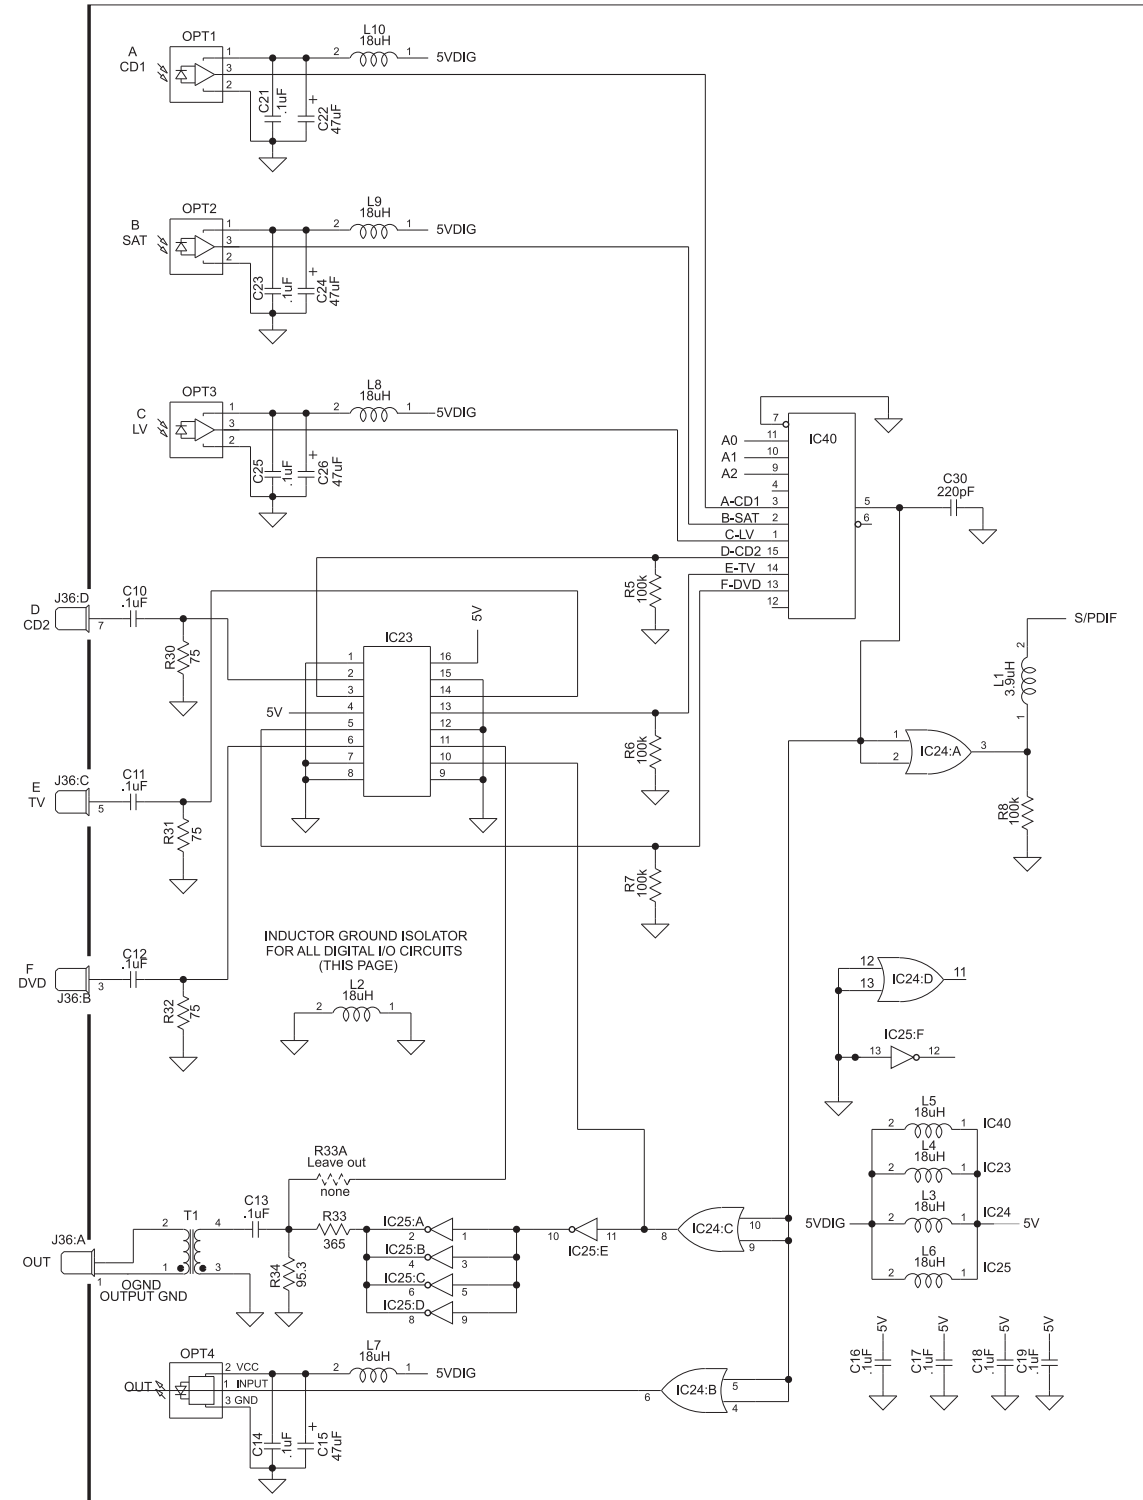 A
CD1
OPT1
1
3
2
C21
.1uF
+
C22
47uF
L10
18uH
2
1
5VDIG
B
SAT
OPT2
1
3
2
C23
.1uF
+
C24
47uF
L9
18uH
2
1
5VDIG
C
LV
OPT3
1
3
2
C25
.1uF
+
C26
47uF
L8
18uH
2
1
5VDIG
IC40
7
A0 11
A1 10
A2 9
4
A-CD1 3
B-SAT 2
C-LV 1
D-CD2 15
E-TV 14
F-DVD 13
12
5
6
C30
220pF
R5
100k
R6
100k
R7
100k
D
CD2
J36:D
7
C10
.1uF
R30
75
E
TV
J36:C
5
C11
.1uF
R31
75
F
DVD
J36:B
3
C12
.1uF
R32
75
IC23
1
2
3
5V 4
5
6
7
8
16
15
14
13
12
11
10
9
5V
S/PDIF
2
L1
3.9uH
1
1
2
IC24:A
3
R8
100k
INDUCTOR GROUND ISOLATOR
FOR ALL DIGITAL I/O CIRCUITS
(THIS PAGE)
L2
18uH
2
1
12
13
IC24:D
11
IC25:F
13
12
L5
18uH
2
1
IC40
L4
18uH
2
1
IC23
L3
18uH
2
1
IC24
5VDIG
5V
L6
18uH
2
1
IC25
5V
C16
.1uF
5V
C17
.1uF
5V
C18
.1uF
5V
C19
.1uF
R33A
Leave out
none
J36:A
OUT
1
OGND
OUTPUT GND
T1
2
4
1
3
C13
.1uF
R33
365
R34
95.3
IC25:A
2
1
IC25:B
4
3
IC25:C
6
5
IC25:D
8
9
10
11
IC25:E
8
IC24:C
10
9
OPT4
OUT
2 VCC
1 INPUT
3 GND
C14
.1uF
+
C15
47uF
L7
18uH
2
1
5VDIG
6
IC24:B
5
4